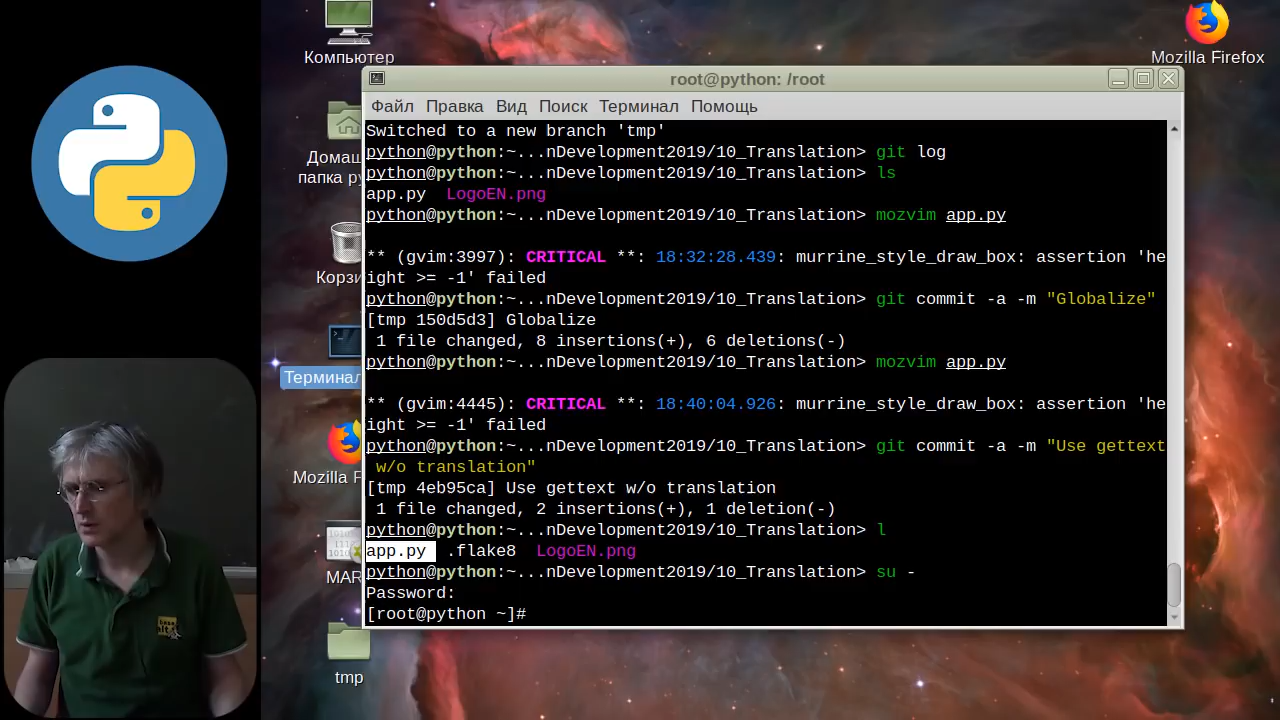 Компьютер
Mozilla Firefox
root@python: /root
Файл Правка Вид Поиск Терминал Помощь
Switched to a new branch 'tmp'
python@python:~...nDevelopment2019/10_Translation> git log
python@python:~...nDevelopment2019/10_Translation> ls
app.py LogoEN.png
python@python:~...nDevelopment2019/10_Translation> mozvim app.py
** (gvim:3997): CRITICAL **: 18:32:28.439: murrine_style_draw_box: assertion 'he
ight >= -1' failed
python@python:~...nDevelopment2019/10_Translation> git commit -a -m "Globalize"
[tmp 150d5d3] Globalize
1 file changed, 8 insertions(+), 6 deletions(-)
python@python:~...nDevelopment2019/10_Translation> mozvim app.py
** (gvim:4445): CRITICAL **: 18:40:04.926: murrine_style_draw_box: assertion 'he
ight >= -1' failed
python@python:~...nDevelopment2019/10_Translation> git commit -a -m "Use gettext
w/o translation"
[tmp 4eb95ca] Use gettext w/o translation
1 file changed, 2 insertions(+), 1 deletion(-)
python@python:~...nDevelopment2019/10_Translation> l
app.py .flake8 LogoEN.png
python@python:~...nDevelopment2019/10_Translation> su -
Password:
[root@python ~]#
Домаш
папка py
Корзи
Терминал
Mozilla F
MAR
tmp